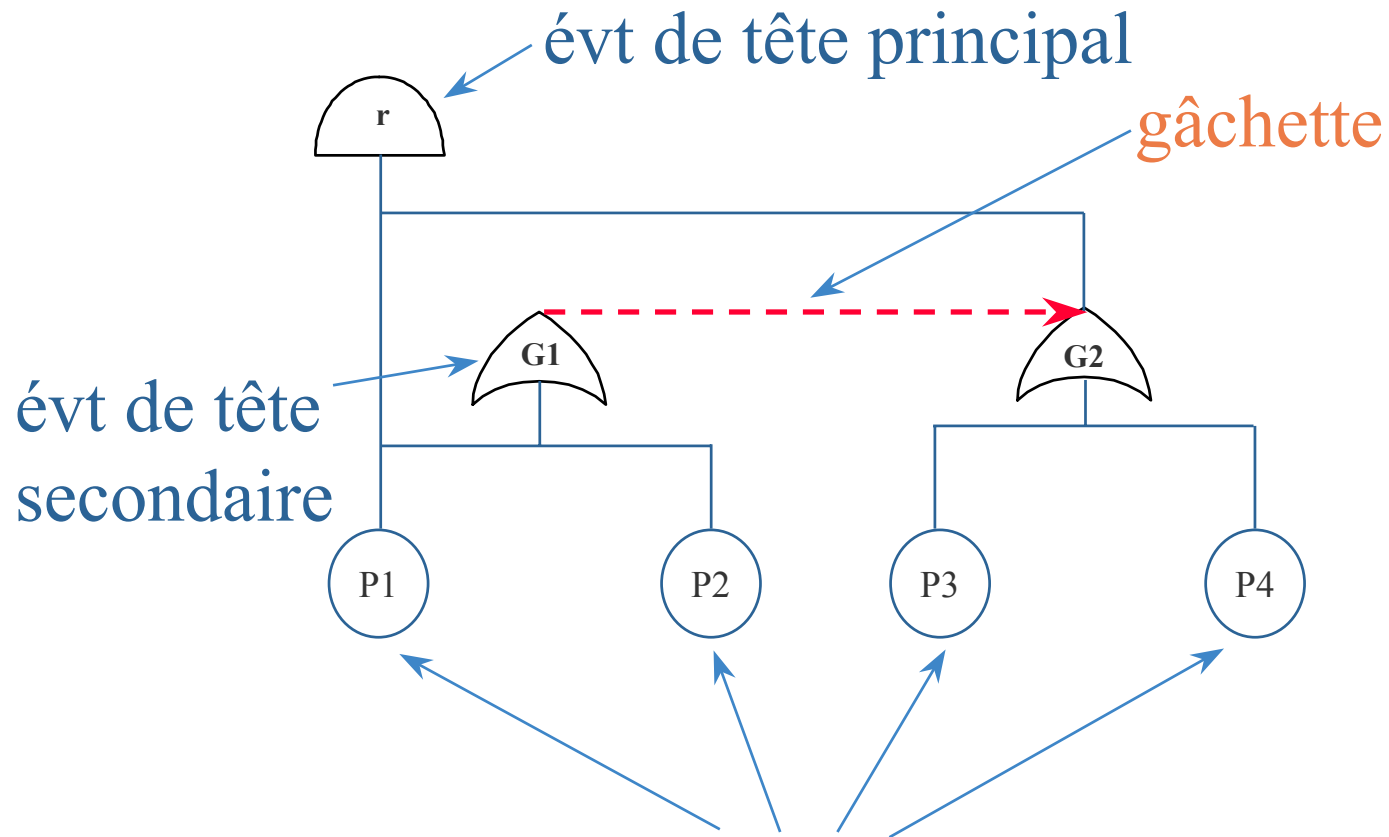 évt de tête principal
r
gâchette
G1
G2
évt de tête
secondaire
P1
P2
P3
P4